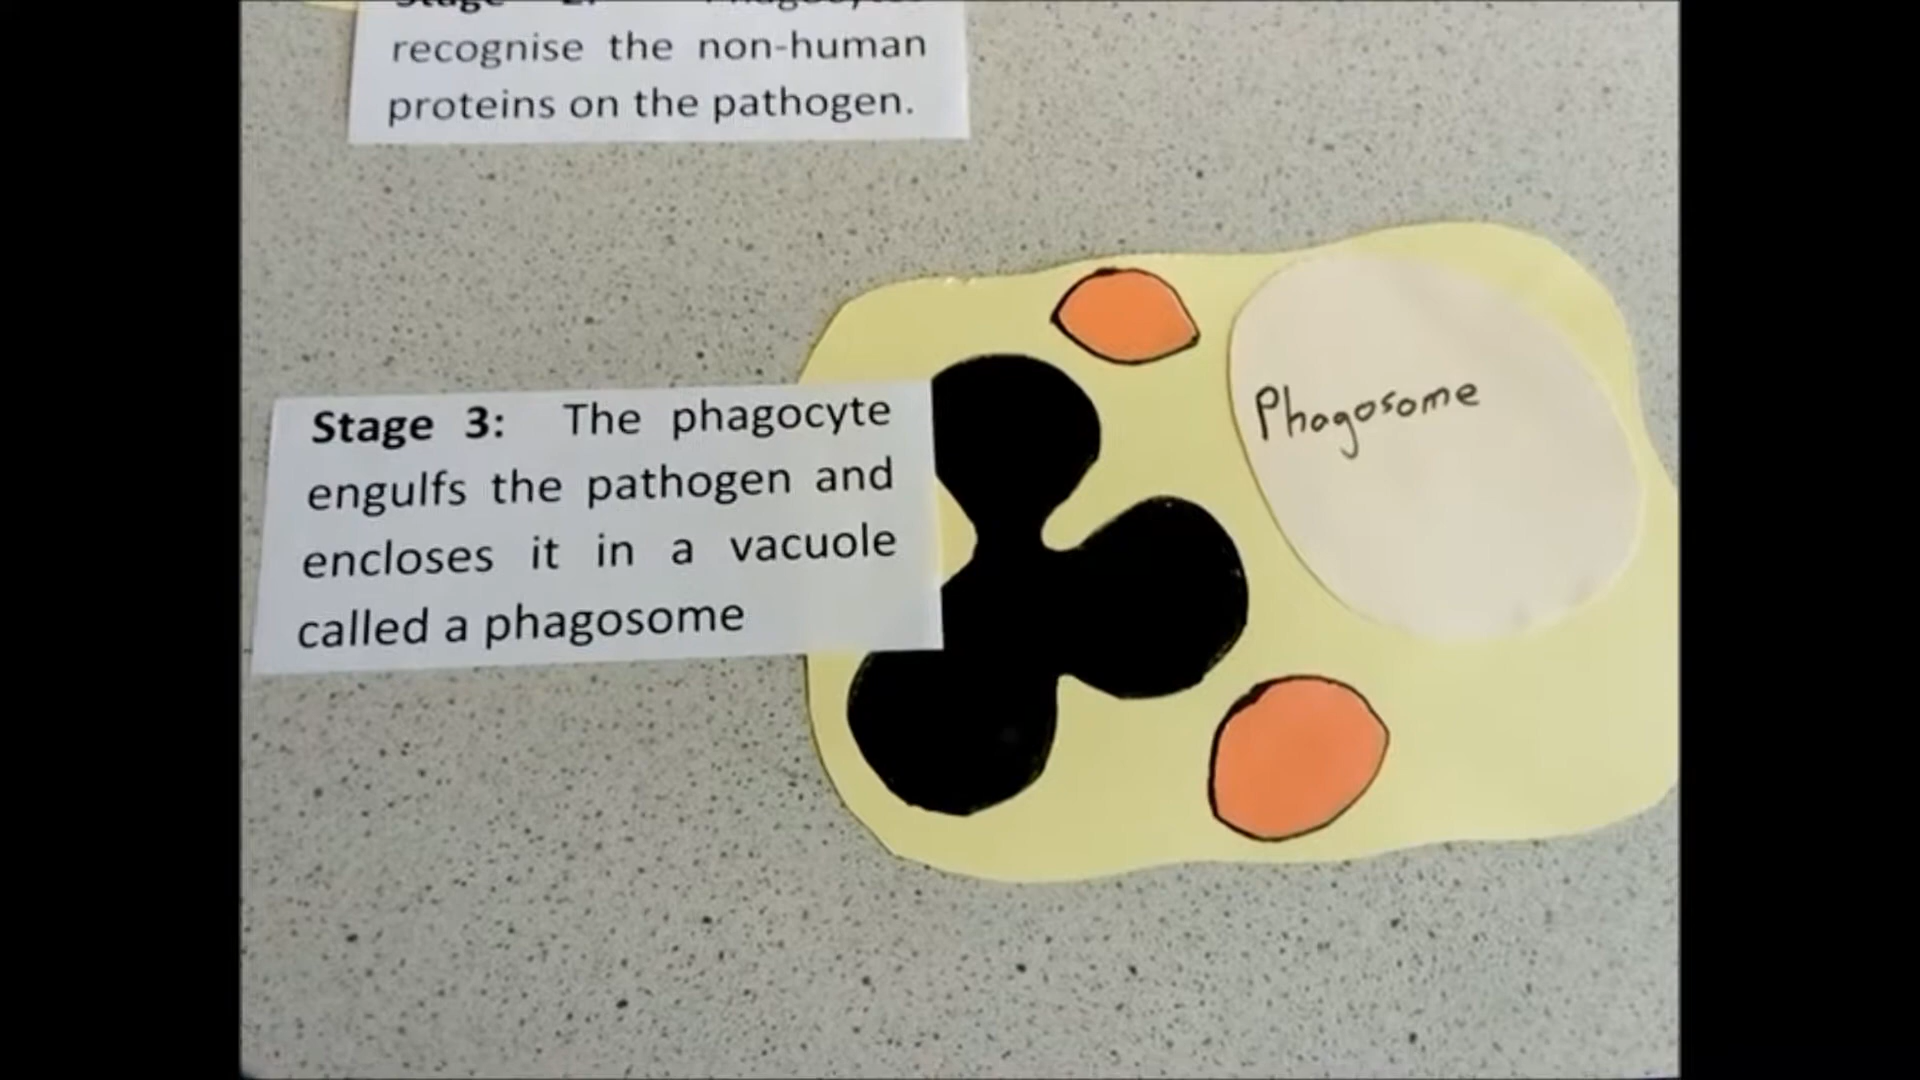 recognise the non-human
proteins on the pathogen.
Stage 3: The phagocyte
engulfs the pathogen and
encloses it in a vacuole
called a phagosome
Phagosome